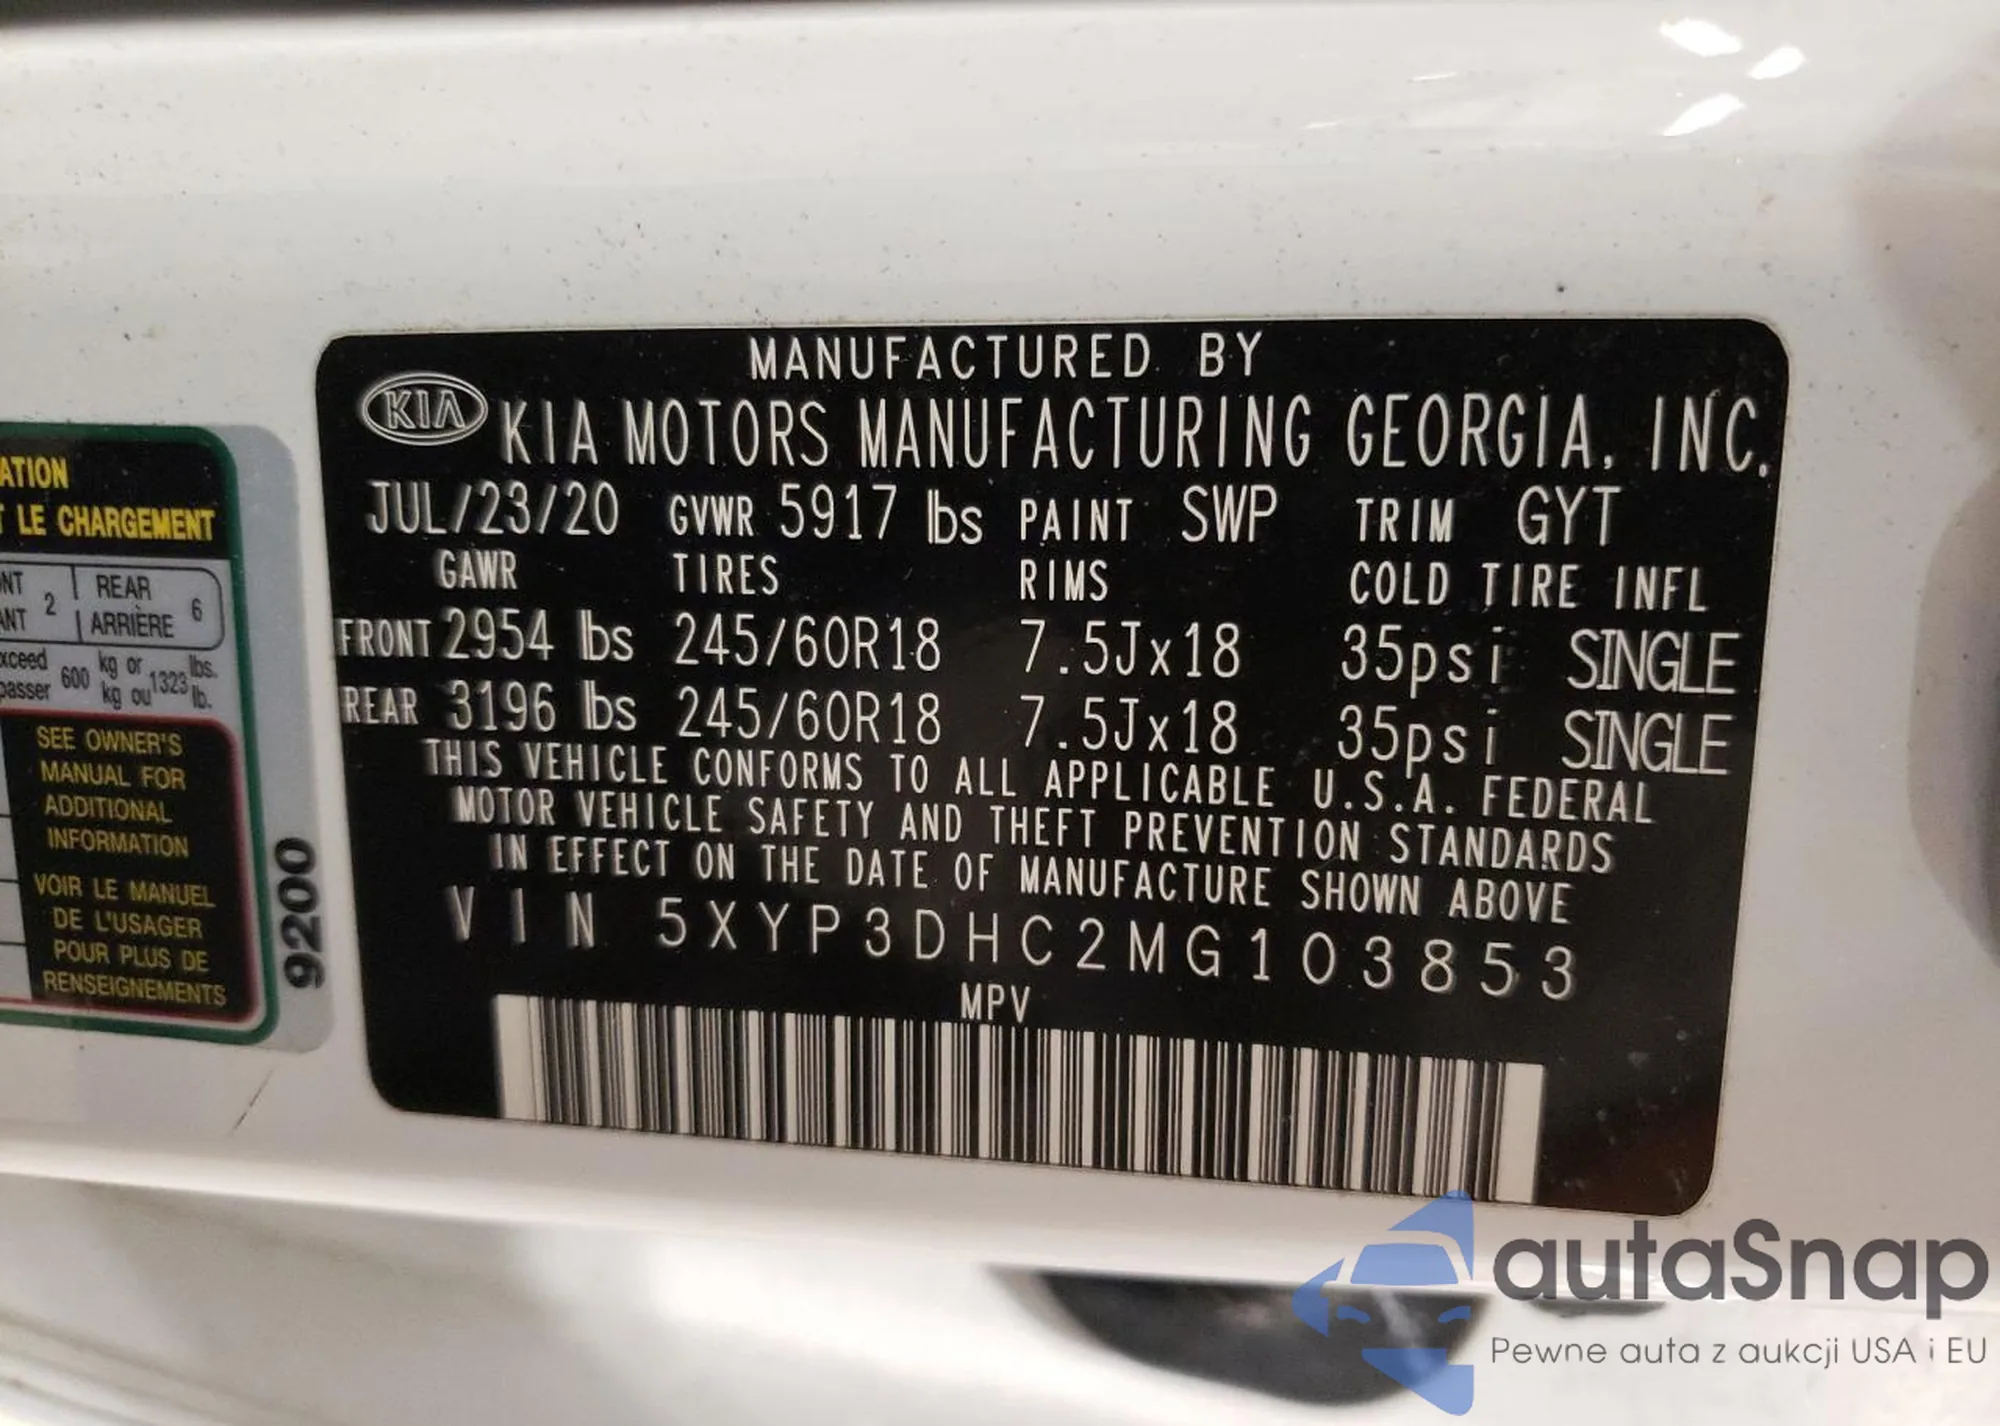 MANUFACTURED BY
KIA KIA MOTORS MANUFACTURING GEORGIA, INC.
JUL/23/20 GVWR 5917 lbs PAINT SWP TRIM GYT
GAWR TIRES RIMS COLD TIRE INFL
FRONT 2954 lbs 245/60R18 7.5Jx18 35psi SINGLE
REAR 3196 lbs 245/60R18 7.5Jx18 35psi SINGLE
THIS VEHICLE CONFORMS TO ALL APPLICABLE U.S.A. FEDERAL
MOTOR VEHICLE SAFETY AND THEFT PREVENTION STANDARDS
IN EFFECT ON THE DATE OF MANUFACTURE SHOWN ABOVE
VIN 5XYP3DHC2MG103853
MPV
LE CHARGEMENT
2 REAR 6
ARRIÈRE
600 kg or 1323 lbs.
kg ou lb.
SEE OWNER'S
MANUAL FOR
ADDITIONAL
INFORMATION
VOIR LE MANUEL
DE L'USAGER
POUR PLUS DE
RENSEIGNEMENTS
9200
autaSnap
Pewne auta z aukcji USA i EU